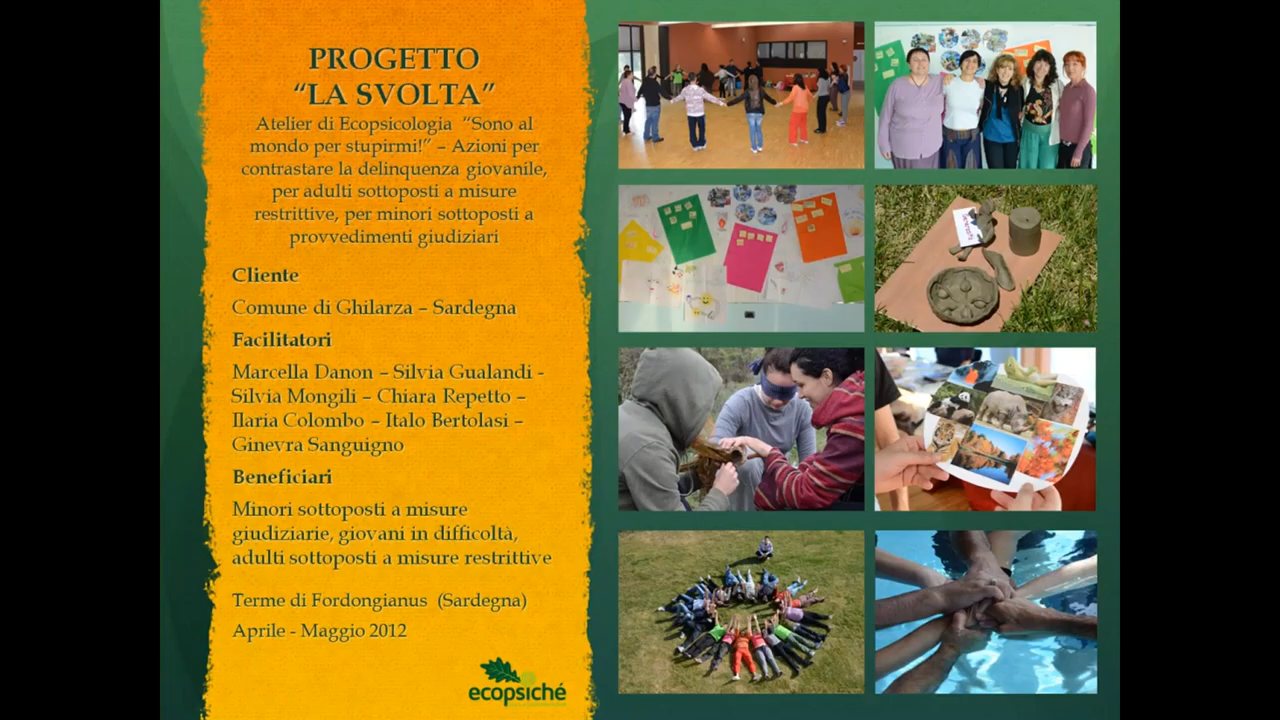 PROGETTO
“LA SVOLTA”
Atelier di Ecopsicologia “Sono al
mondo per stupirmi!” – Azioni per
contrastare la delinquenza giovanile,
per adulti sottoposti a misure
restrittive, per minori sottoposti a
provvedimenti giudiziari
Cliente
Comune di Ghilarza – Sardegna
Facilitatori
Marcella Danon – Silvia Gualandi -
Silvia Mongili – Chiara Repetto –
Ilaria Colombo – Italo Bertolasi –
Ginevra Sanguigno
Beneficiari
Minori sottoposti a misure
giudiziarie, giovani in difficoltà,
adulti sottoposti a misure restrittive
Terme di Fordongianus (Sardegna)
Aprile - Maggio 2012
ecopsiché